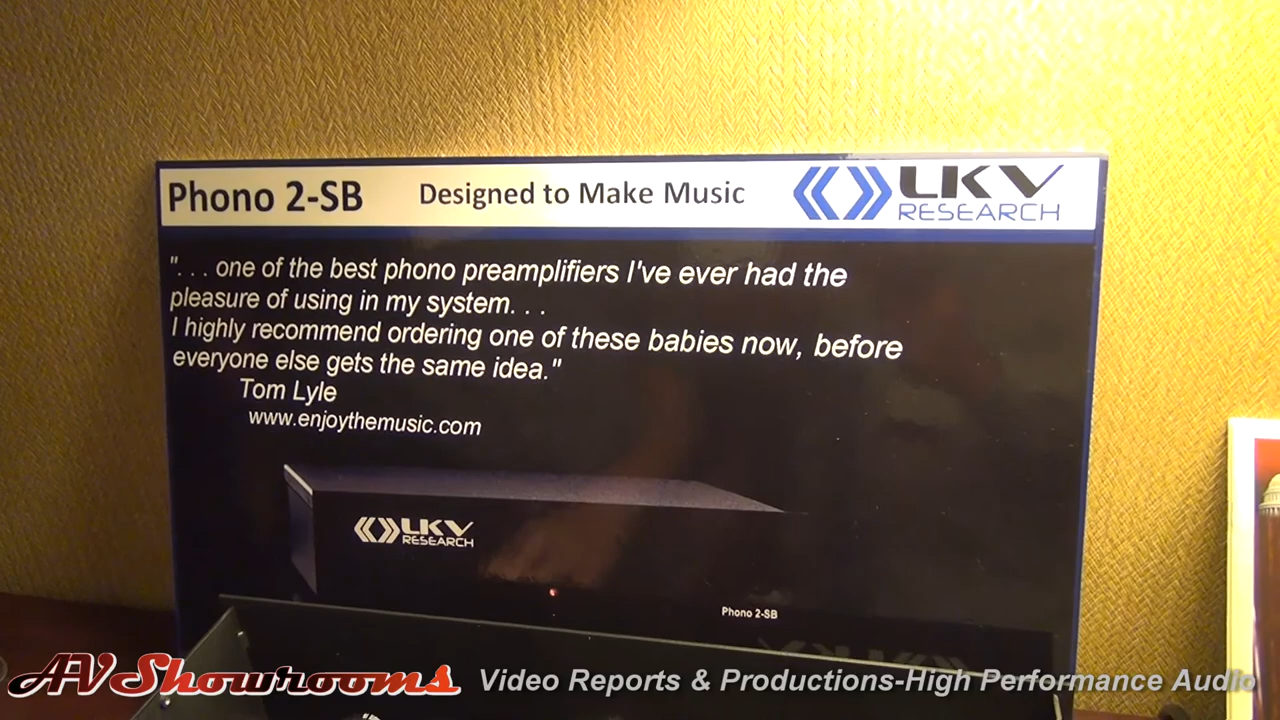 Phono 2-SB Designed to Make Music LKV
RESEARCH
". . . one of the best phono preamplifiers I've ever had the
pleasure of using in my system. . .
I highly recommend ordering one of these babies now, before
everyone else gets the same idea."
Tom Lyle
www.enjoythemusic.com
LKV
RESEARCH
Phono 2-SB
AV Showrooms Video Reports & Productions-High Performance Audio